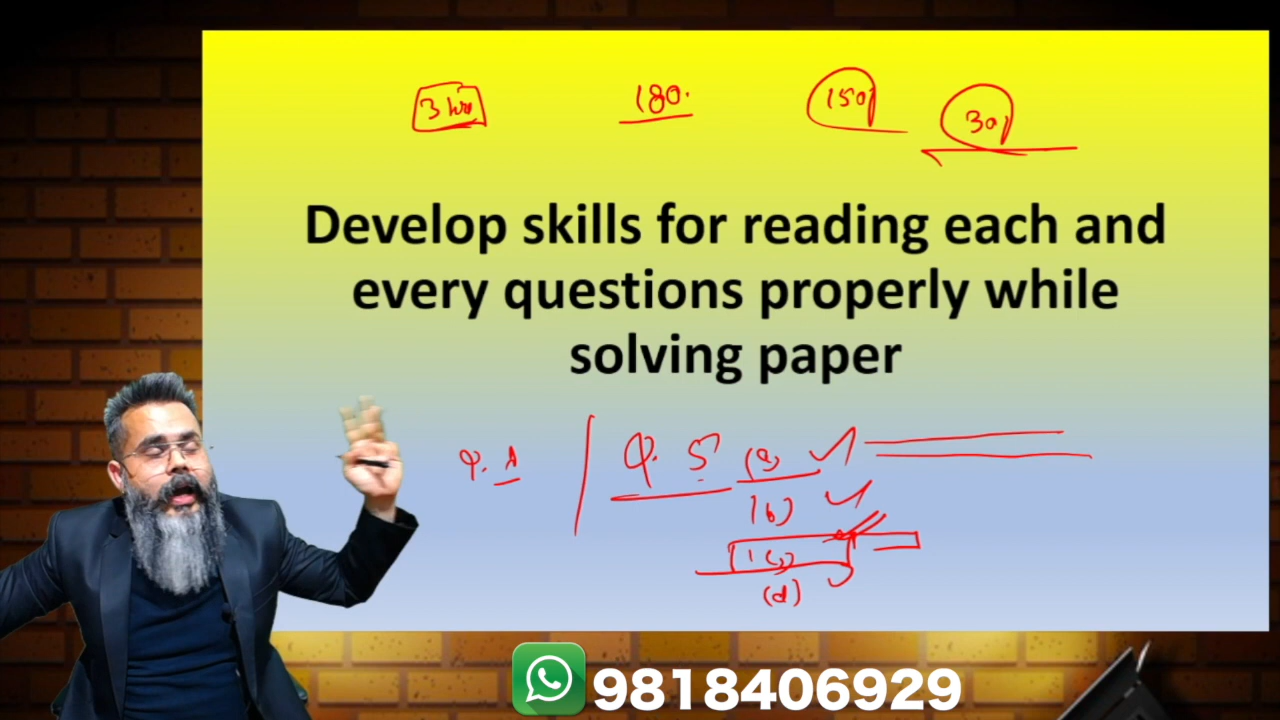 3 hrs 180. 150 30
Develop skills for reading each and
every questions properly while
solving paper
Q. 5 (a)
(b)
(c)
(d)
9818406929